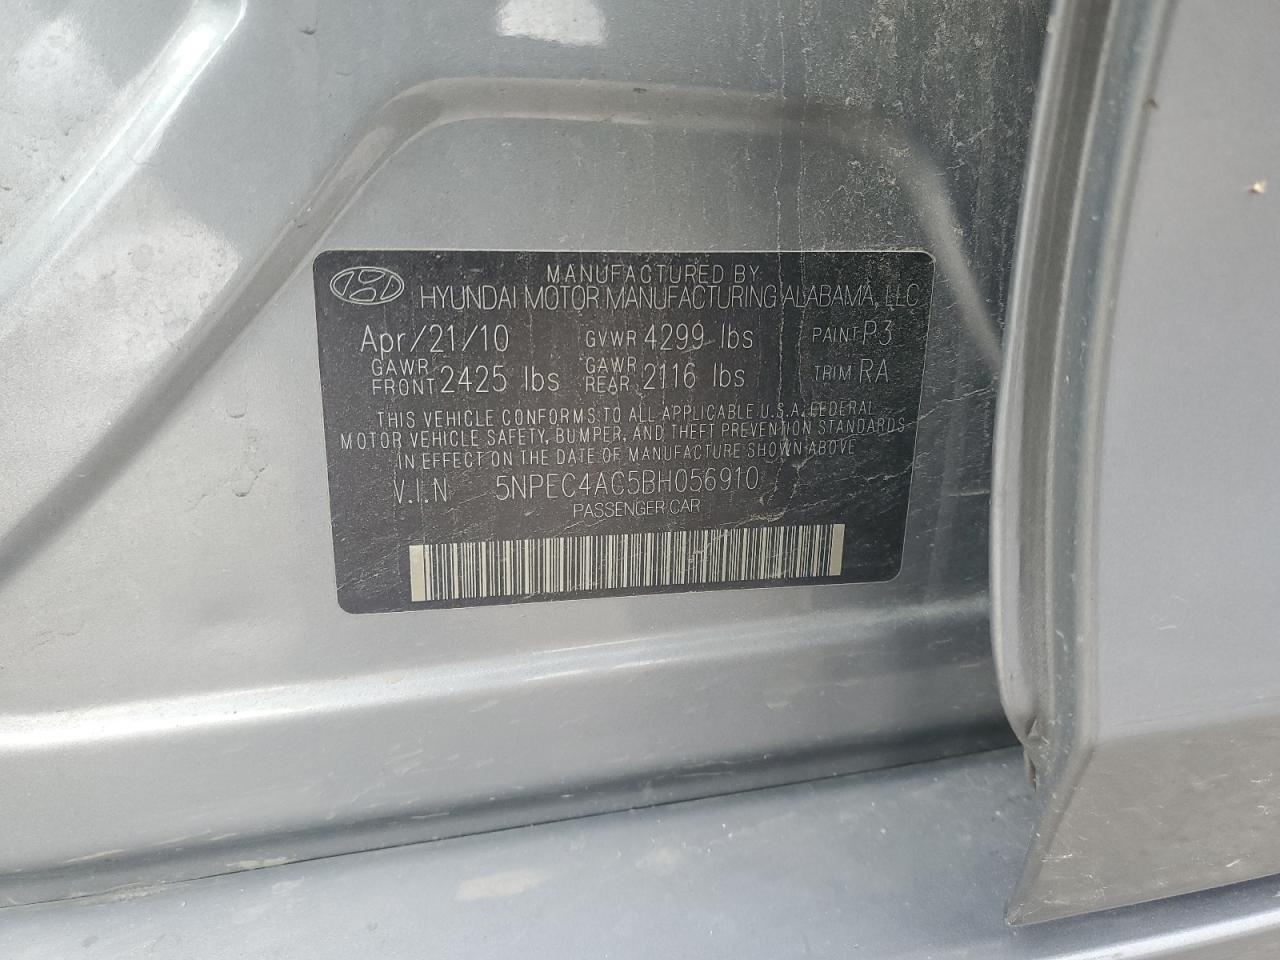 MANUFACTURED BY
HYUNDAI MOTOR MANUFACTURING ALABAMA, LLC
Apr/21/10 GVWR 4299 lbs PAINT P3
GAWR FRONT 2425 lbs GAWR REAR 2116 lbs TRIM RA
THIS VEHICLE CONFORMS TO ALL APPLICABLE U.S.A. FEDERAL
MOTOR VEHICLE SAFETY, BUMPER, AND THEFT PREVENTION STANDARDS
IN EFFECT ON THE DATE OF MANUFACTURE SHOWN ABOVE
V.I.N 5NPEC4AC5BH056910
PASSENGER CAR